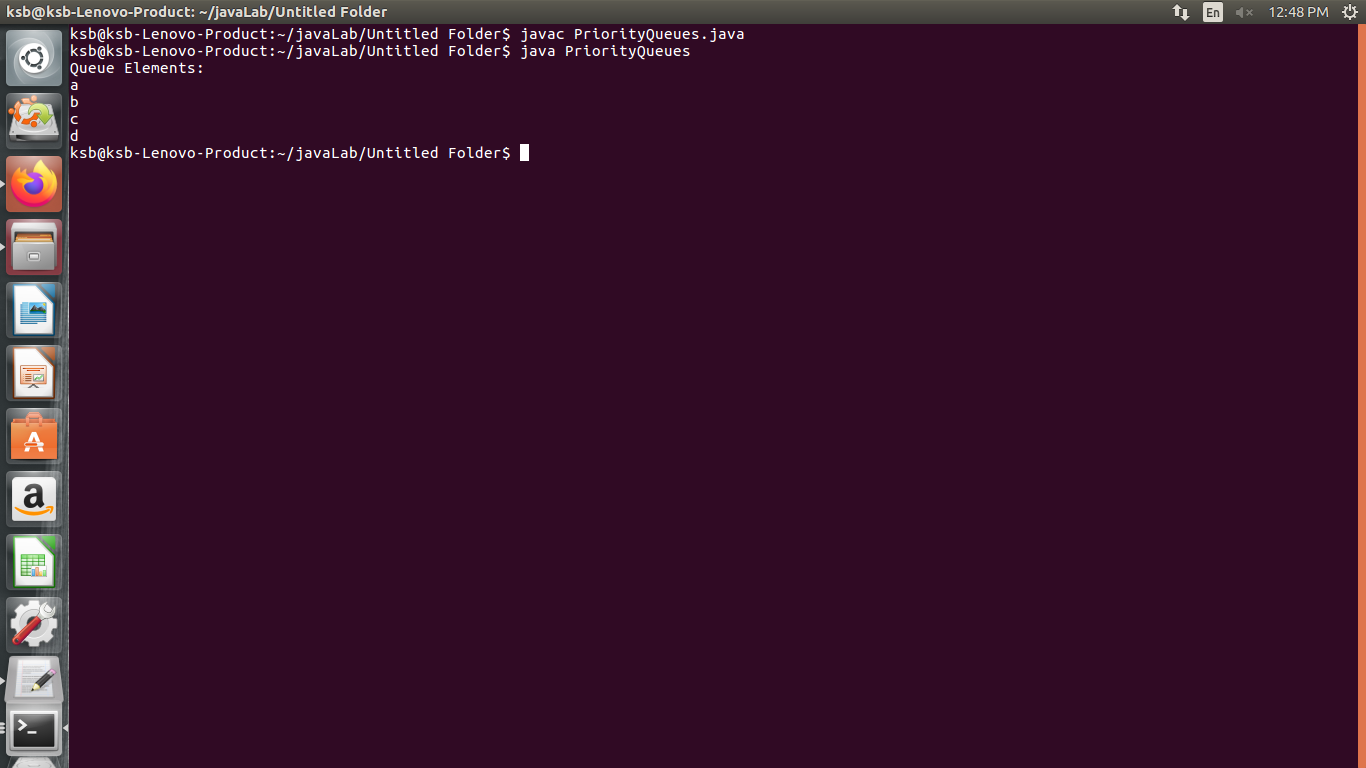 ksb@ksb-Lenovo-Product: ~/javaLab/Untitled Folder
En
12:48 PM
ksb@ksb-Lenovo-Product:~/javaLab/Untitled Folder$ javac PriorityQueues.java
ksb@ksb-Lenovo-Product:~/javaLab/Untitled Folder$ java PriorityQueues
Queue Elements:
a
b
c
d
ksb@ksb-Lenovo-Product:~/javaLab/Untitled Folder$
A
a
>_